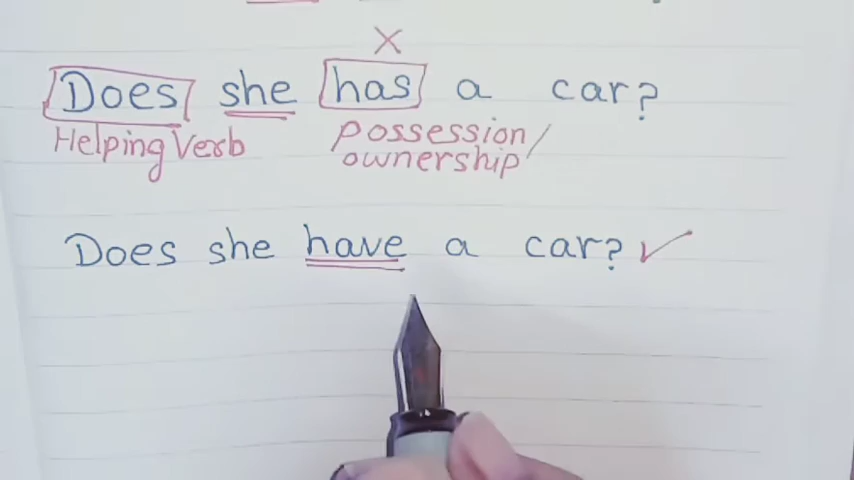 X
Does she has a car?
Helping Verb possession/
ownership
Does she have a car? ✓